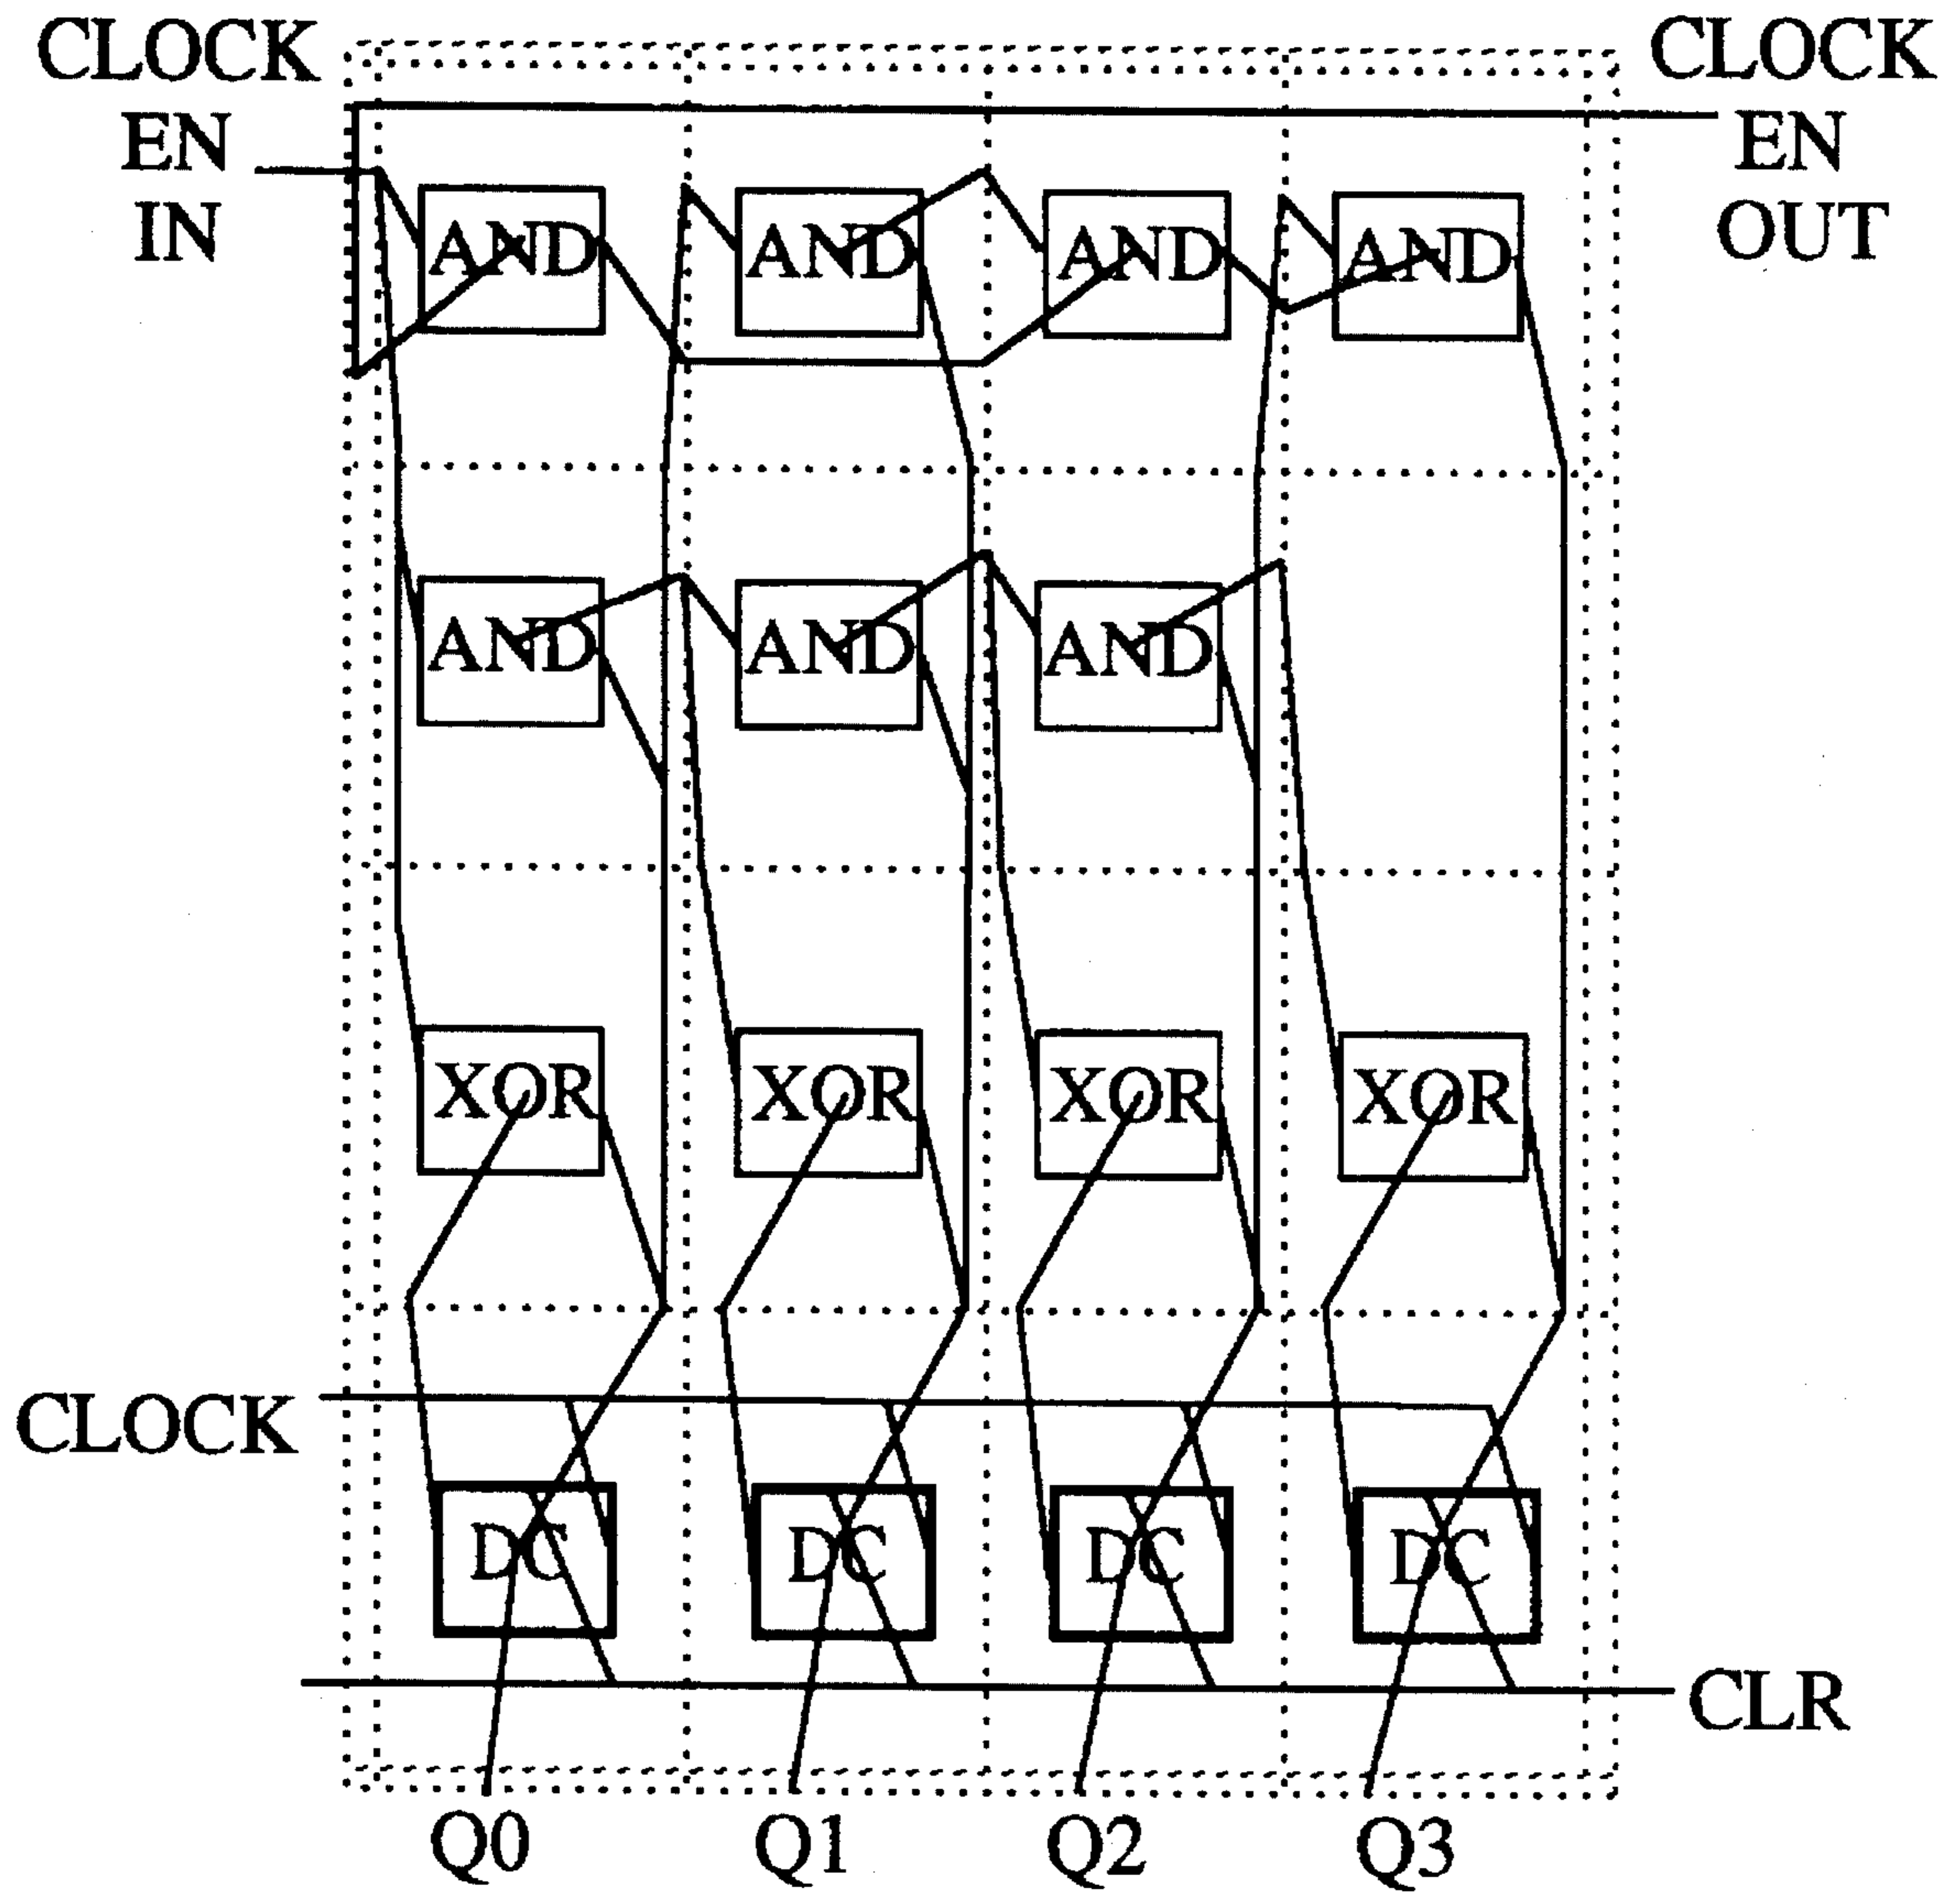 CLOCK
EN
IN
CLOCK
EN
OUT
AND AND AND AND
AND AND AND
XOR XOR XOR XOR
CLOCK
DC DC DC DC
CLR
Q0 Q1 Q2 Q3